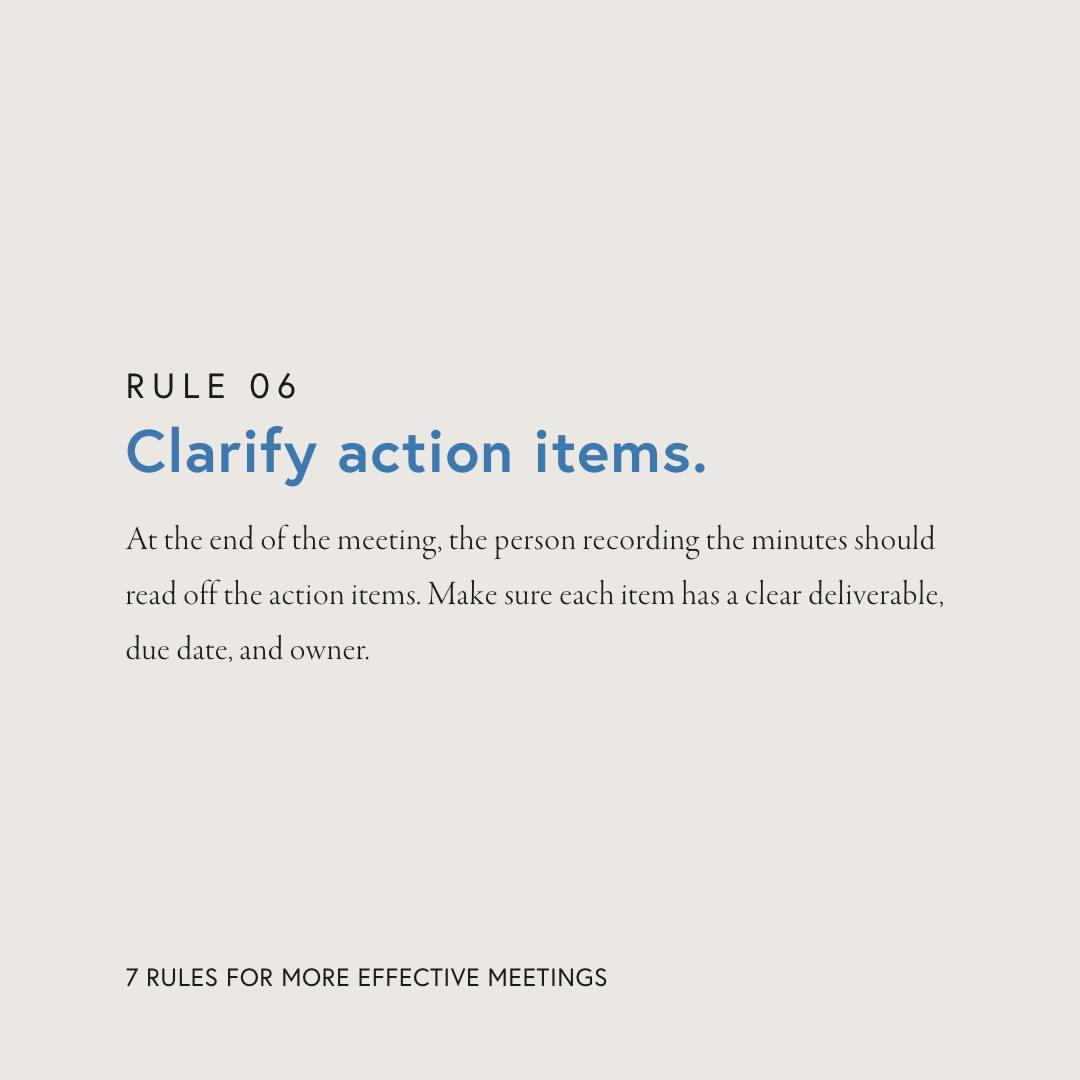 RULE 06
Clarify action items.
At the end of the meeting, the person recording the minutes should
read off the action items. Make sure each item has a clear deliverable,
due date, and owner.
7 RULES FOR MORE EFFECTIVE MEETINGS